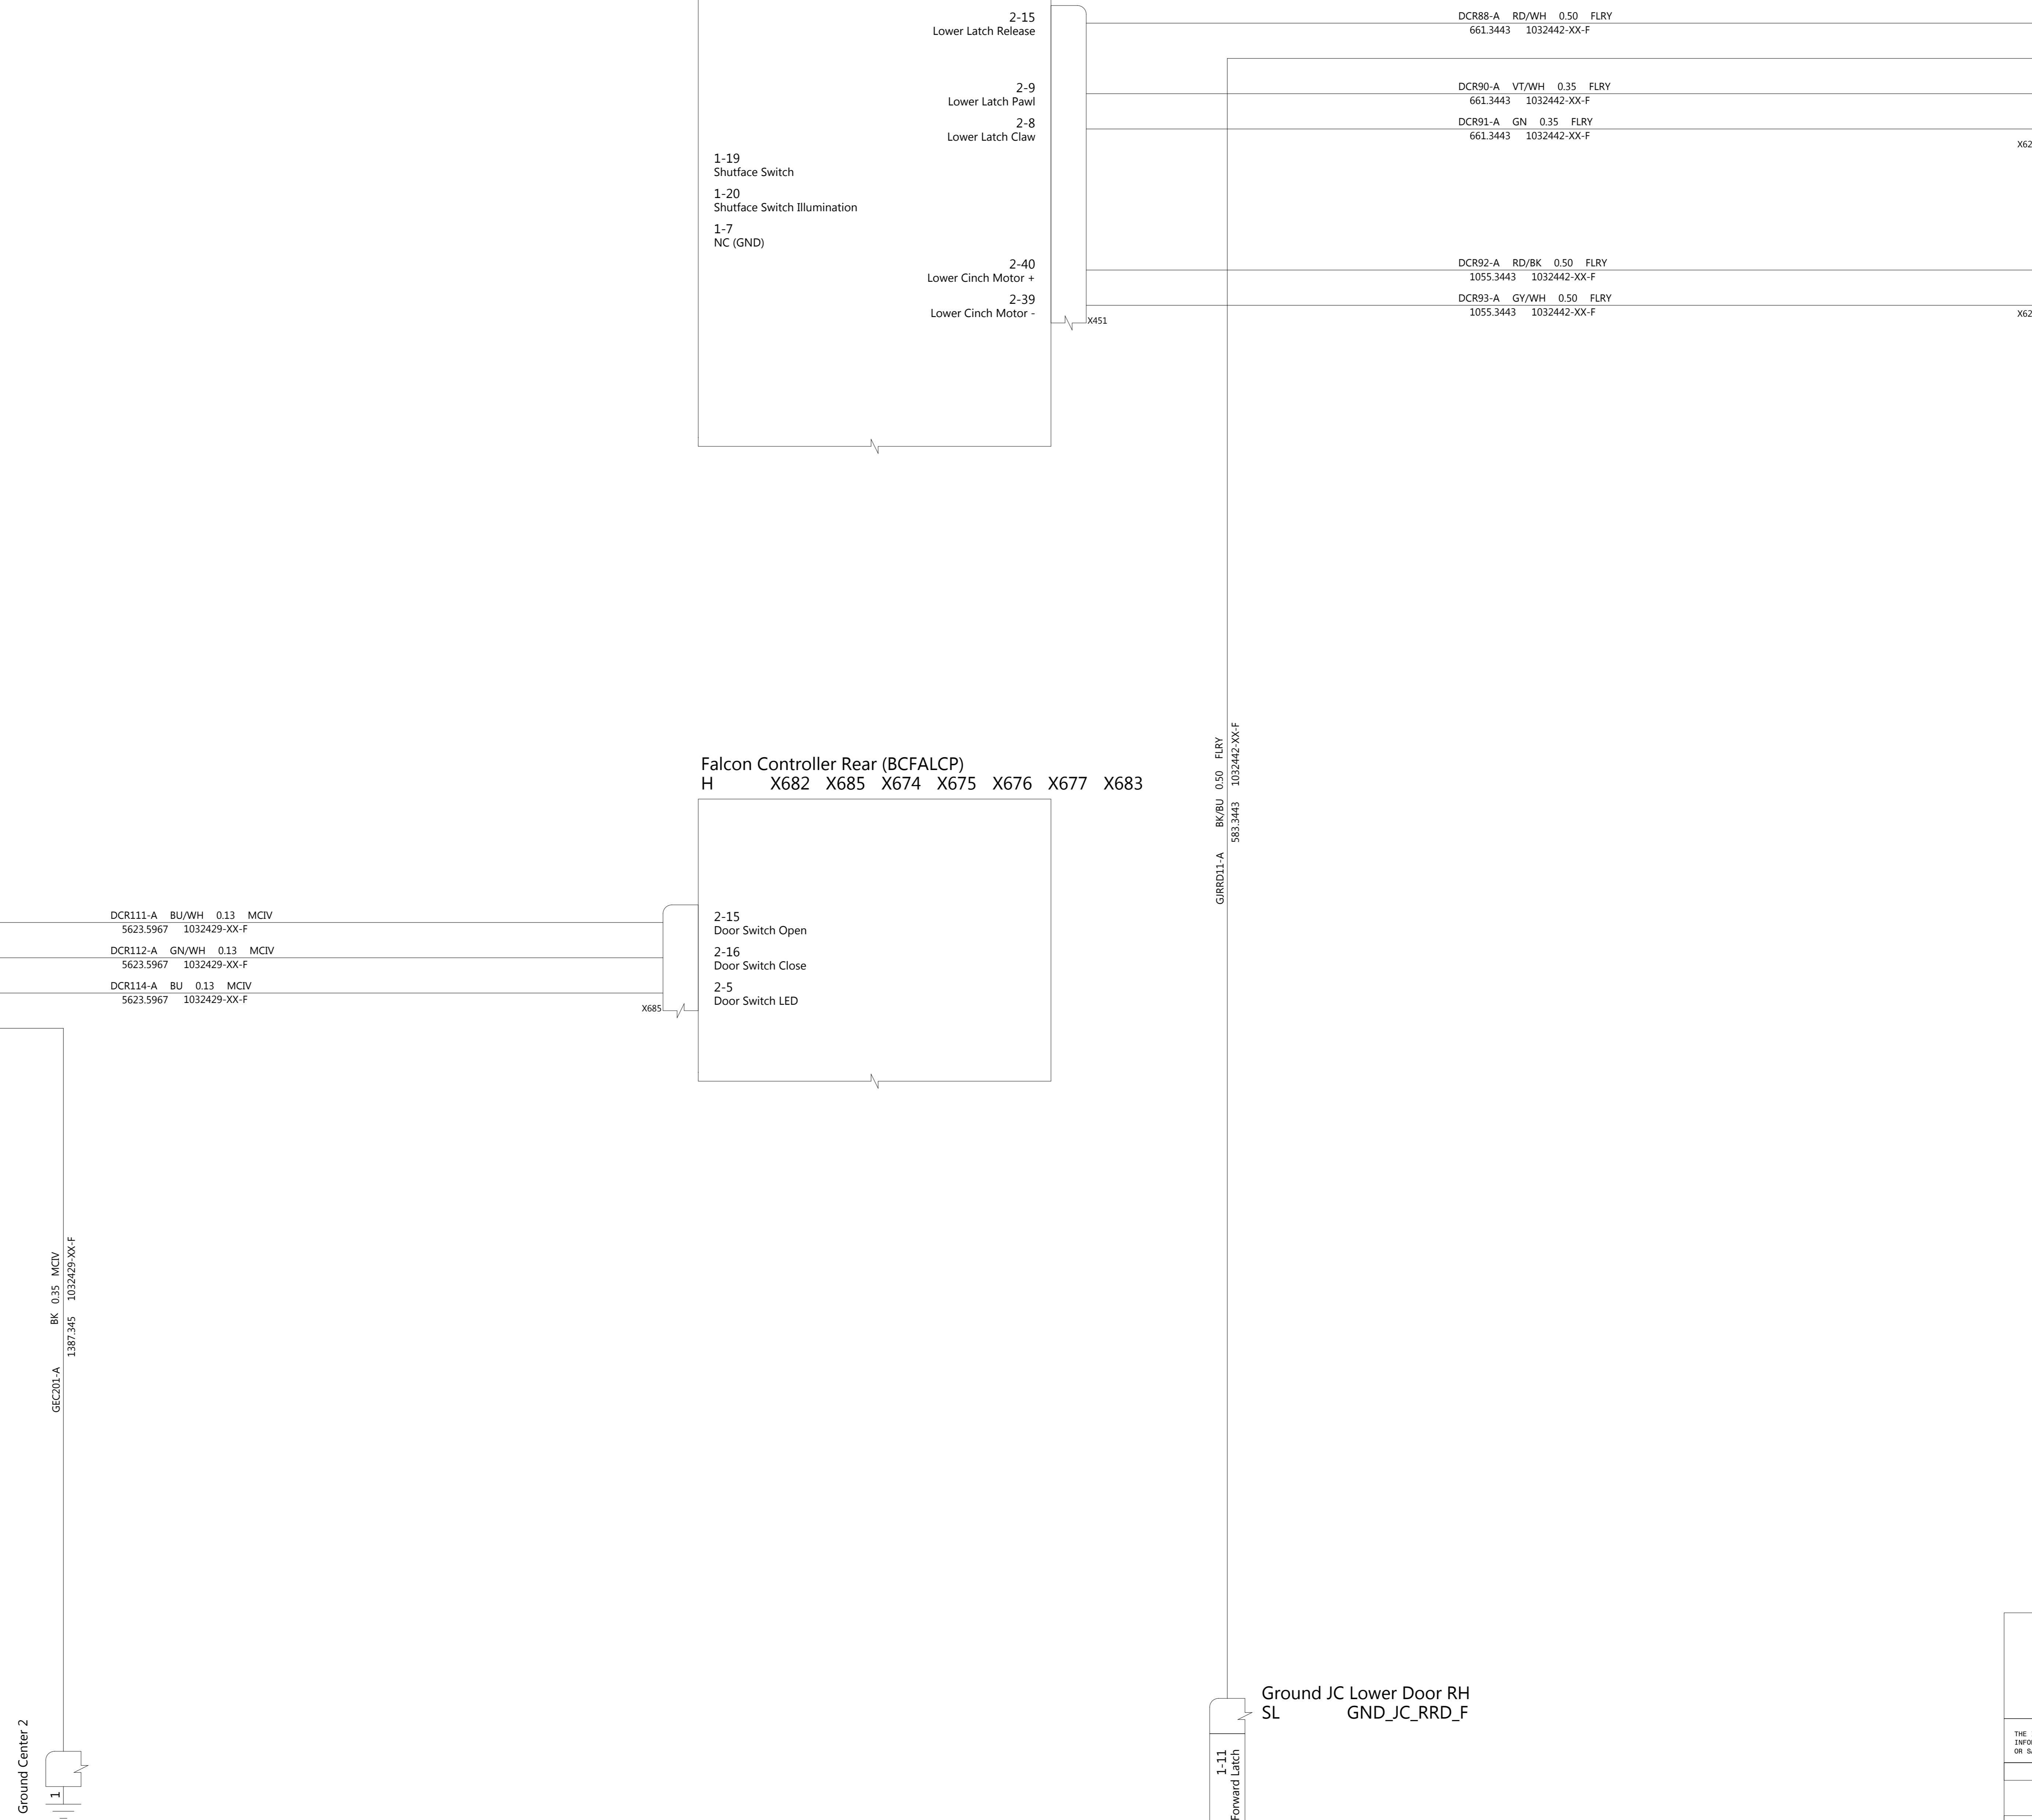 2-15
Lower Latch Release
DCR88-A RD/WH 0.50 FLRY
661.3443 1032442-XX-F
2-9
Lower Latch Pawl
DCR90-A VT/WH 0.35 FLRY
661.3443 1032442-XX-F
2-8
Lower Latch Claw
DCR91-A GN 0.35 FLRY
661.3443 1032442-XX-F
X62
1-19
Shutface Switch
1-20
Shutface Switch Illumination
1-7
NC (GND)
2-40
Lower Cinch Motor +
DCR92-A RD/BK 0.50 FLRY
1055.3443 1032442-XX-F
2-39
Lower Cinch Motor -
DCR93-A GY/WH 0.50 FLRY
1055.3443 1032442-XX-F
X451
X62
GJRRD11-A BK/BU 0.50 FLRY
583.3443 1032442-XX-F
Falcon Controller Rear (BCFALCP)
H X682 X685 X674 X675 X676 X677 X683
DCR111-A BU/WH 0.13 MCIV
5623.5967 1032429-XX-F
2-15
Door Switch Open
DCR112-A GN/WH 0.13 MCIV
5623.5967 1032429-XX-F
2-16
Door Switch Close
DCR114-A BU 0.13 MCIV
5623.5967 1032429-XX-F
2-5
Door Switch LED
X685
GEC201-A BK 0.35 MCIV
1387.345 1032429-XX-F
Ground Center 2
1
Ground JC Lower Door RH
SL GND_JC_RRD_F
1-11
Forward Latch
THE
INFO
OR S